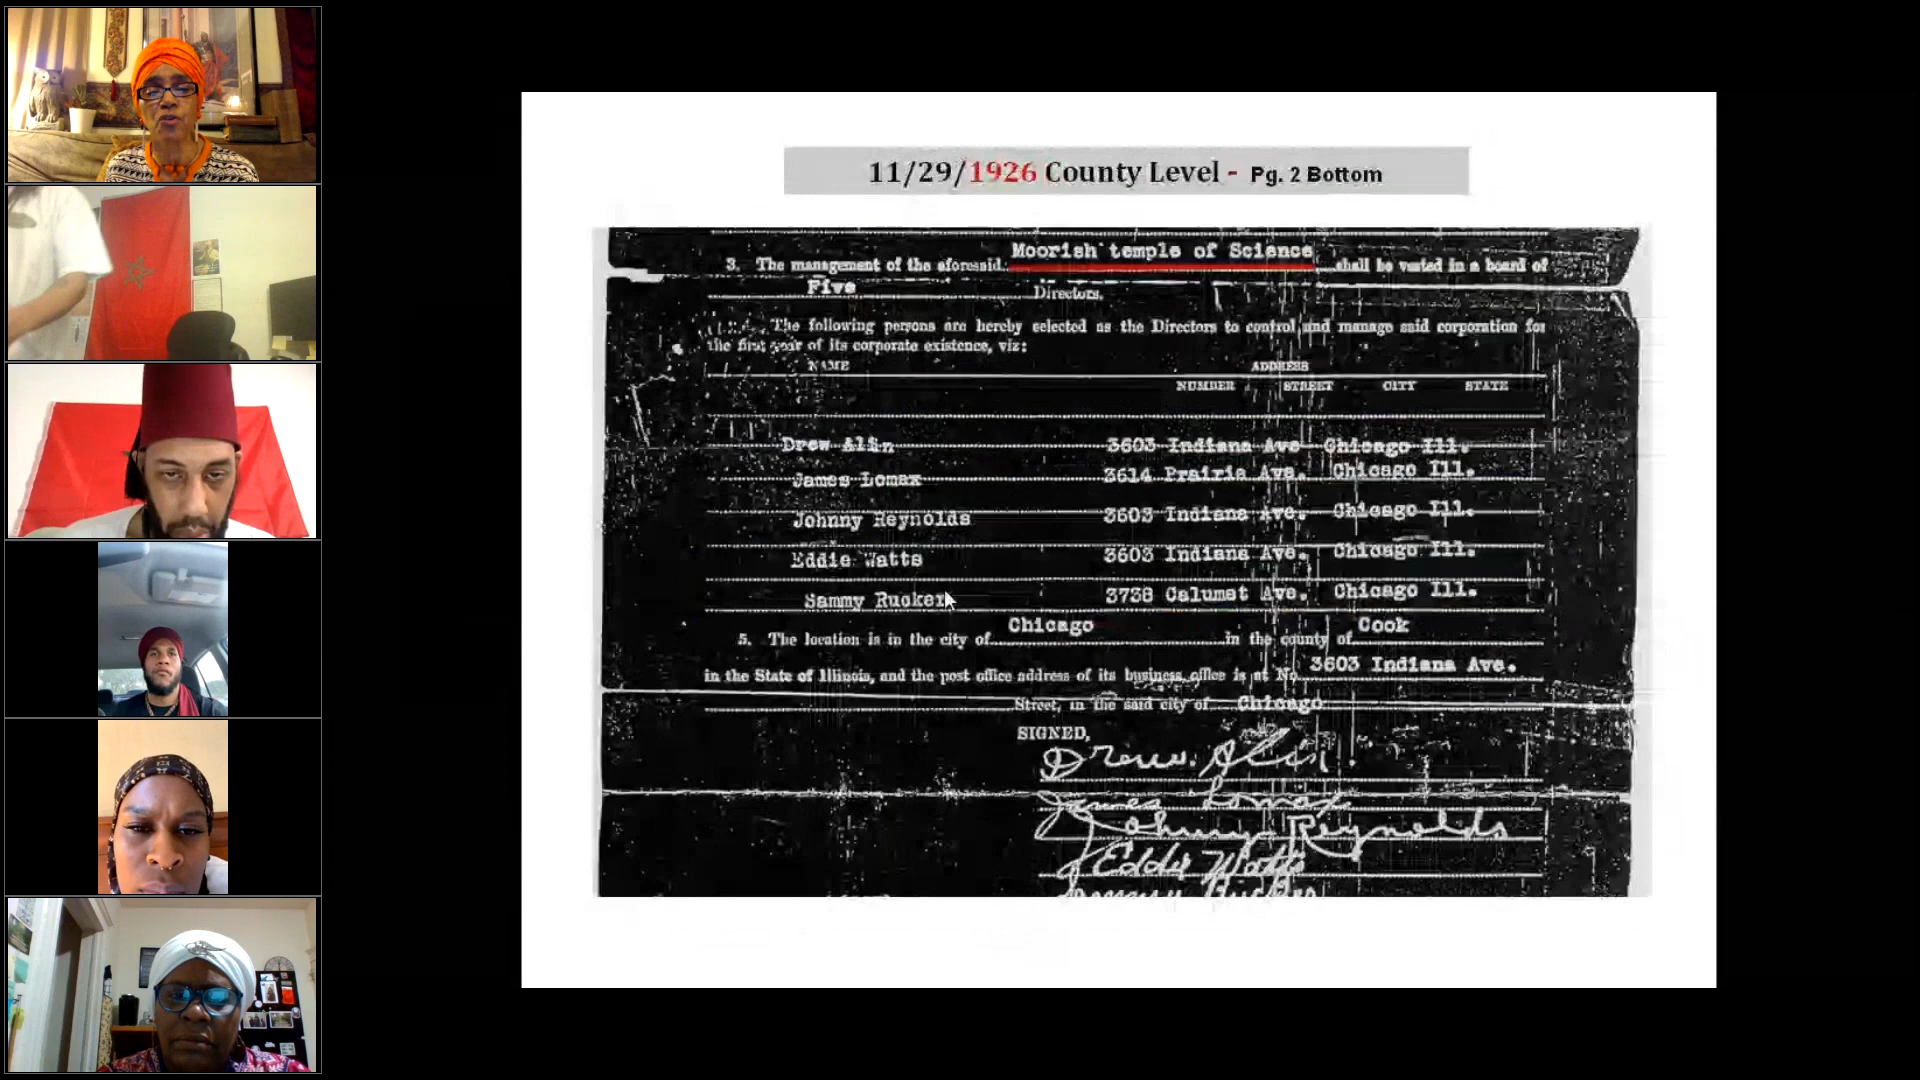 11/29/1926 County Level - Pg. 2 Bottom
Moorish temple of Science
3. The management of the aforesaid shall be vested in a board of
Five Directors.
The following persons are hereby selected as the Directors to control and manage said corporation for
the first year of its corporate existence, viz:
NAME ADDRESS
NUMBER STREET CITY STATE
Drew Alin 3603 Indiana Ave Chicago Ill.
James Lomax 3614 Prairie Ave. Chicago Ill.
Johnny Reynolds 3603 Indiana Ave. Chicago Ill.
Eddie Watts 3603 Indiana Ave. Chicago Ill.
Sammy Rucker 3738 Calumet Ave. Chicago Ill.
5. The location is in the city of Chicago in the county of Cook
in the State of Illinois, and the post office address of its business office is at No. 3603 Indiana Ave.
Street, in the said city of Chicago
SIGNED,
Drew. Alin.
James Lomax
Johnny Reynolds
Eddie Watts